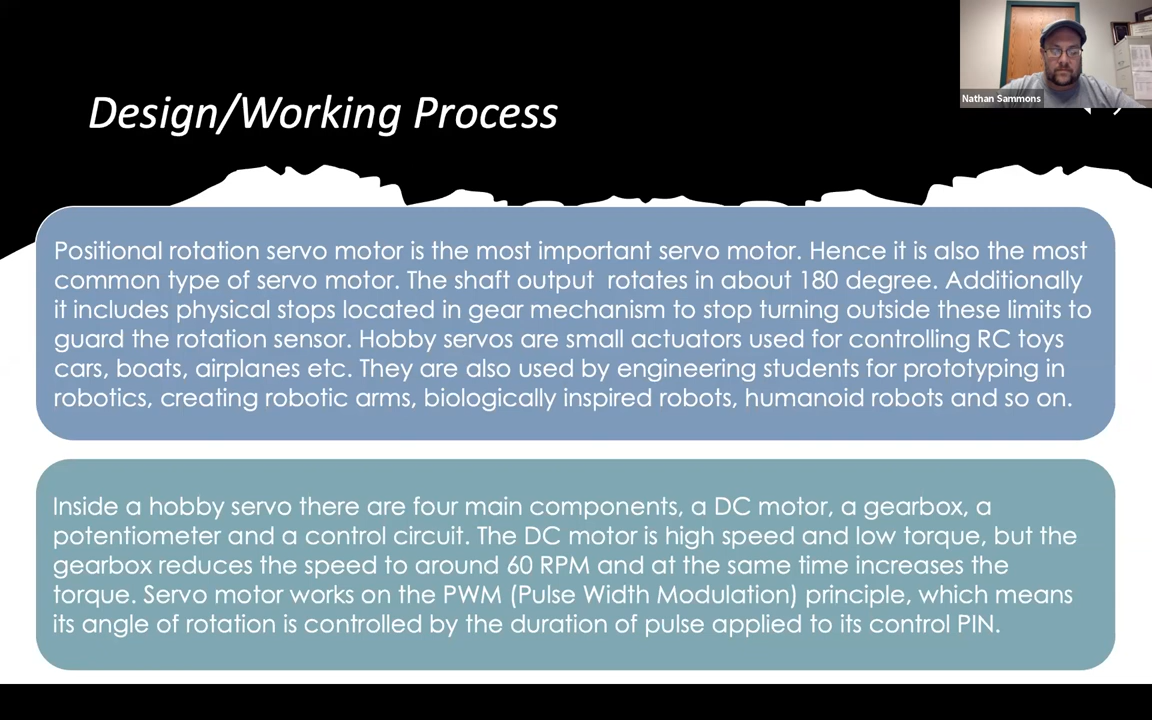 Nathan Sammons
Design/Working Process
Positional rotation servo motor is the most important servo motor. Hence it is also the most
common type of servo motor. The shaft output  rotates in about 180 degree. Additionally
it includes physical stops located in gear mechanism to stop turning outside these limits to
guard the rotation sensor. Hobby servos are small actuators used for controlling RC toys
cars, boats, airplanes etc. They are also used by engineering students for prototyping in
robotics, creating robotic arms, biologically inspired robots, humanoid robots and so on.
Inside a hobby servo there are four main components, a DC motor, a gearbox, a
potentiometer and a control circuit. The DC motor is high speed and low torque, but the
gearbox reduces the speed to around 60 RPM and at the same time increases the
torque. Servo motor works on the PWM (Pulse Width Modulation) principle, which means
its angle of rotation is controlled by the duration of pulse applied to its control PIN.